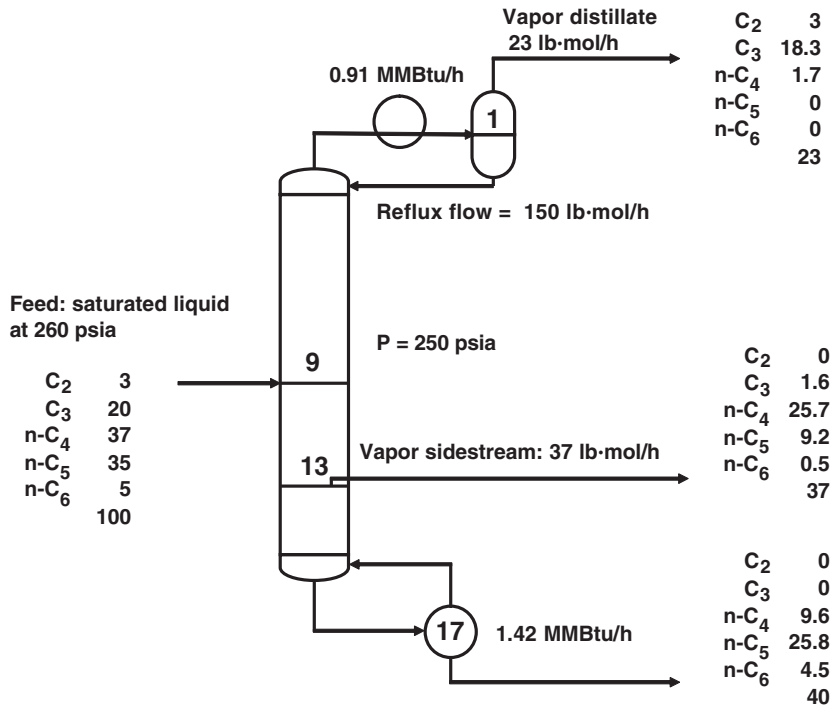 Vapor distillate
23 lb·mol/h
C2 3
C3 18.3
n-C4 1.7
n-C5 0
n-C6 0
23
0.91 MMBtu/h
1
Reflux flow = 150 lb·mol/h
Feed: saturated liquid
at 260 psia
P = 250 psia
9
C2 3
C3 20
n-C4 37
n-C5 35
n-C6 5
100
13
Vapor sidestream: 37 lb·mol/h
C2 0
C3 1.6
n-C4 25.7
n-C5 9.2
n-C6 0.5
37
17
1.42 MMBtu/h
C2 0
C3 0
n-C4 9.6
n-C5 25.8
n-C6 4.5
40